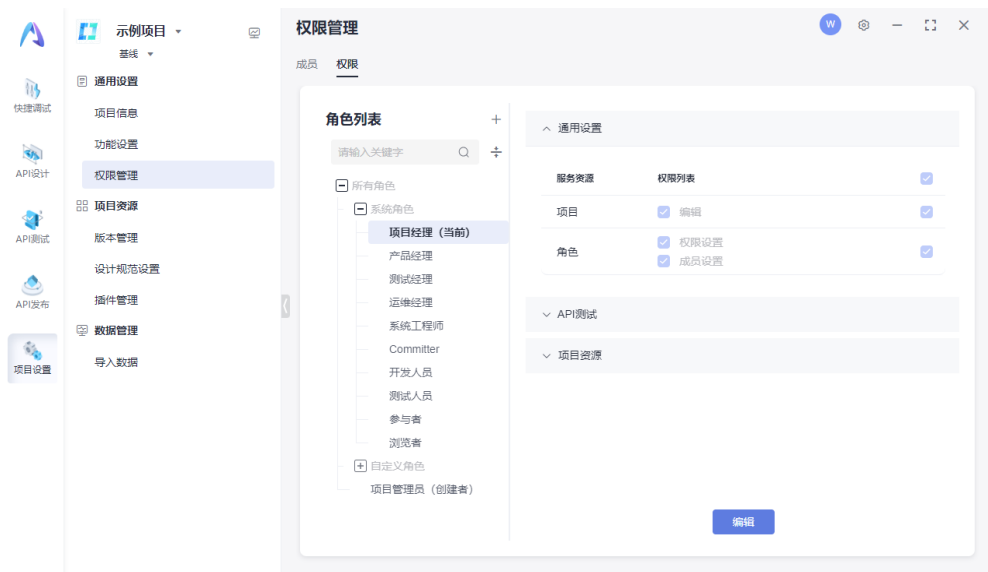 示例项目
基线
快捷调试
API设计
API测试
API发布
项目设置
通用设置
项目信息
功能设置
权限管理
项目资源
版本管理
设计规范设置
插件管理
数据管理
导入数据
权限管理
W
成员
权限
角色列表
请输入关键字
所有角色
系统角色
项目经理（当前）
产品经理
测试经理
运维经理
系统工程师
Committer
开发人员
测试人员
参与者
浏览者
自定义角色
项目管理员（创建者）
通用设置
服务资源 权限列表
项目 编辑
角色 权限设置
成员设置
API测试
项目资源
编辑